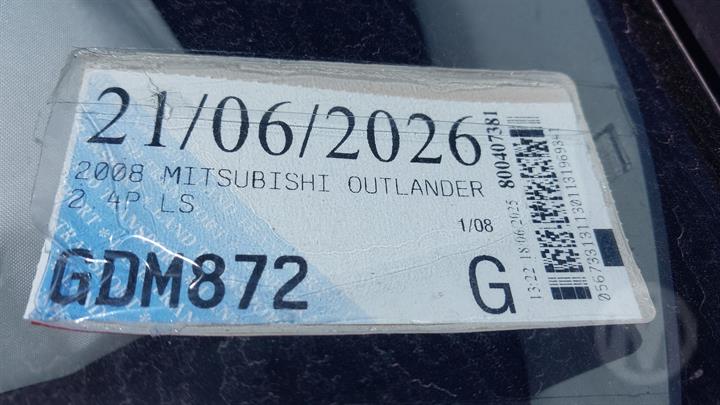 21/06/2026
2008 MITSUBISHI OUTLANDER
2.4P LS
1/08
GDM872
G
800407381
13:22 18/06/2025